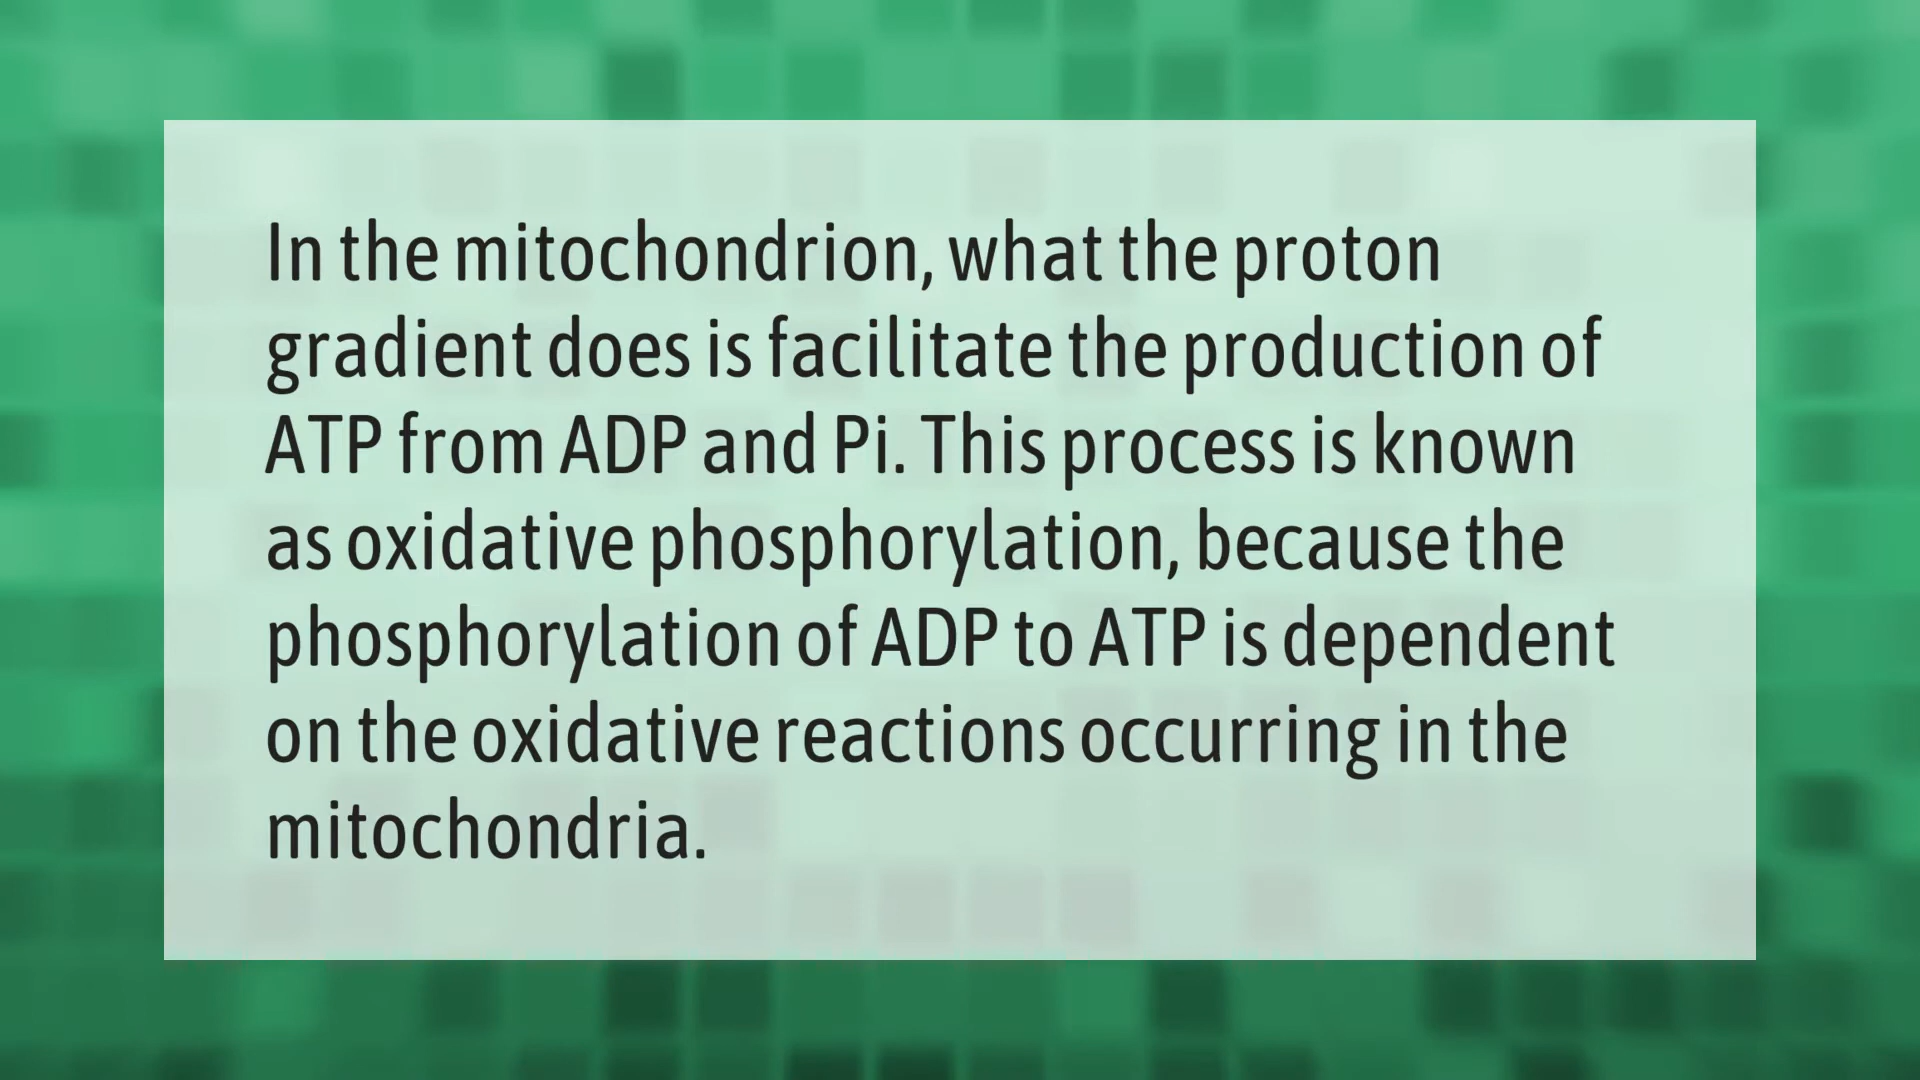 In the mitochondrion, what the proton
gradient does is facilitate the production of
ATP from ADP and Pi. This process is known
as oxidative phosphorylation, because the
phosphorylation of ADP to ATP is dependent
on the oxidative reactions occurring in the
mitochondria.